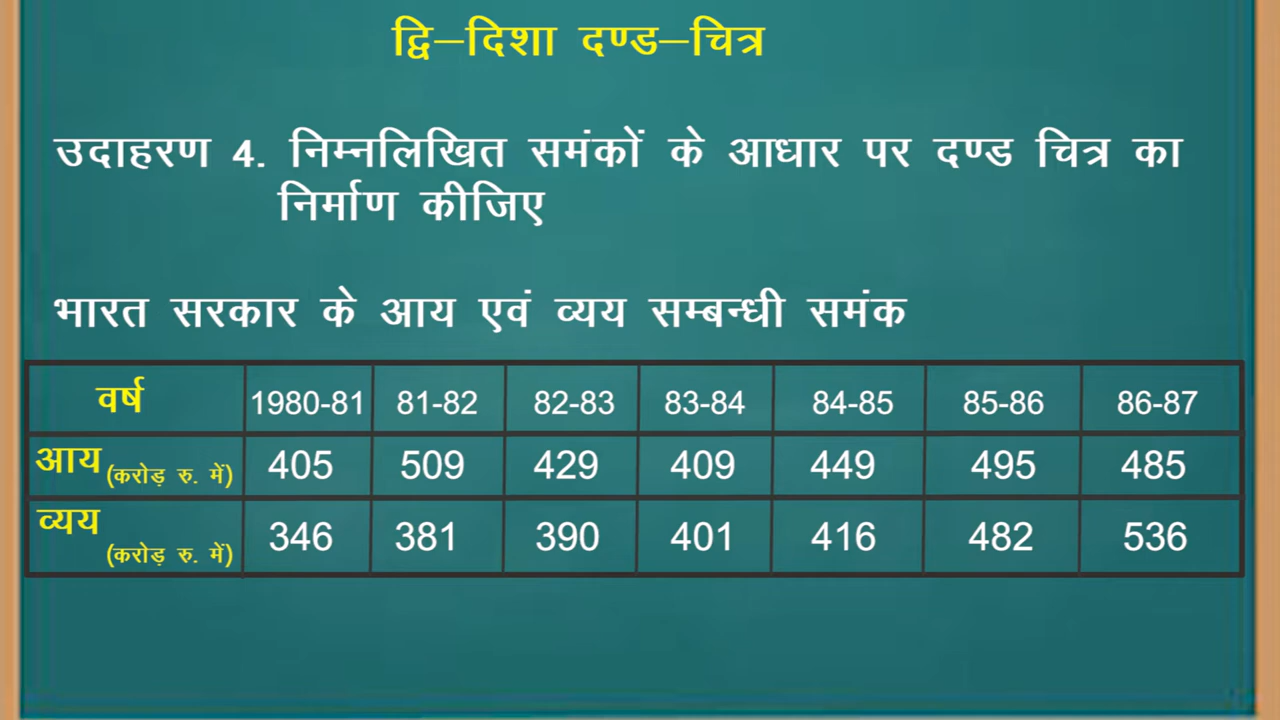 द्वि–दिशा दण्ड–चित्र
उदाहरण 4. निम्नलिखित समंकों के आधार पर दण्ड चित्र का
निर्माण कीजिए
भारत सरकार के आय एवं व्यय सम्बन्धी समंक
वर्ष 1980-81 81-82 82-83 83-84 84-85 85-86 86-87
आय (करोड़ रु. में) 405 509 429 409 449 495 485
व्यय (करोड़ रु. में) 346 381 390 401 416 482 536